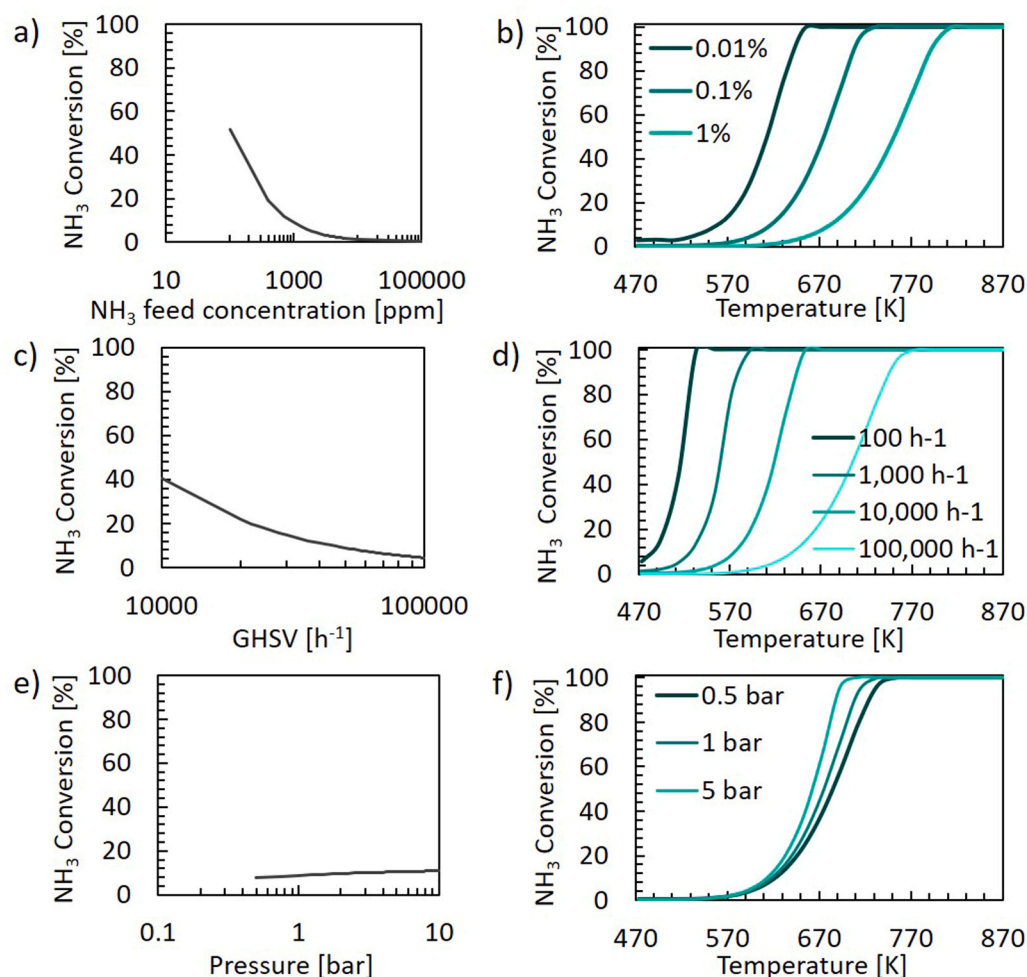 a)
NH₃ Conversion [%]
100
80
60
40
20
0
10
1000
100000
NH₃ feed concentration [ppm]
b)
NH₃ Conversion [%]
100
80
60
40
20
0
0.01%
0.1%
1%
470
570
670
770
870
Temperature [K]
c)
NH₃ Conversion [%]
100
80
60
40
20
0
10000
100000
GHSV [h⁻¹]
d)
NH₃ Conversion [%]
100
80
60
40
20
0
100 h-1
1,000 h-1
10,000 h-1
100,000 h-1
470
570
670
770
870
Temperature [K]
e)
NH₃ Conversion [%]
100
80
60
40
20
0
0.1
1
10
Pressure [bar]
f)
NH₃ Conversion [%]
100
80
60
40
20
0
0.5 bar
1 bar
5 bar
470
570
670
770
870
Temperature [K]